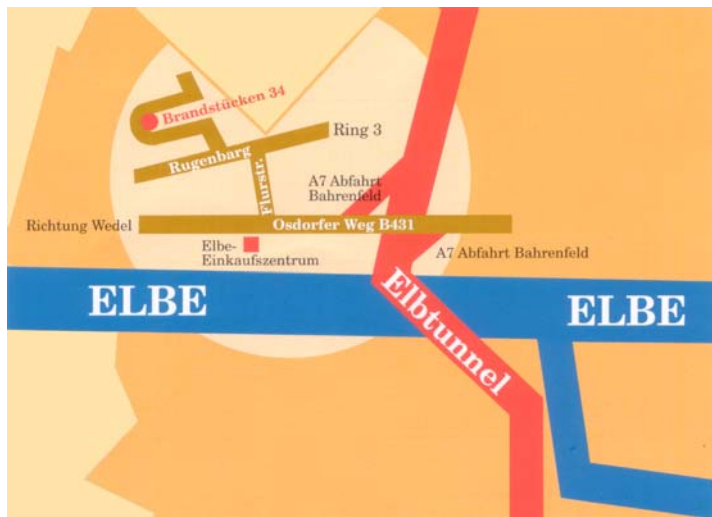 Brandstücken 34
Ring 3
Rugenbarg
Flurstr.
A7 Abfahrt
Bahrenfeld
Richtung Wedel
Osdorfer Weg B431
Elbe-
Einkaufszentrum
A7 Abfahrt Bahrenfeld
ELBE
ELBE
Elbtunnel